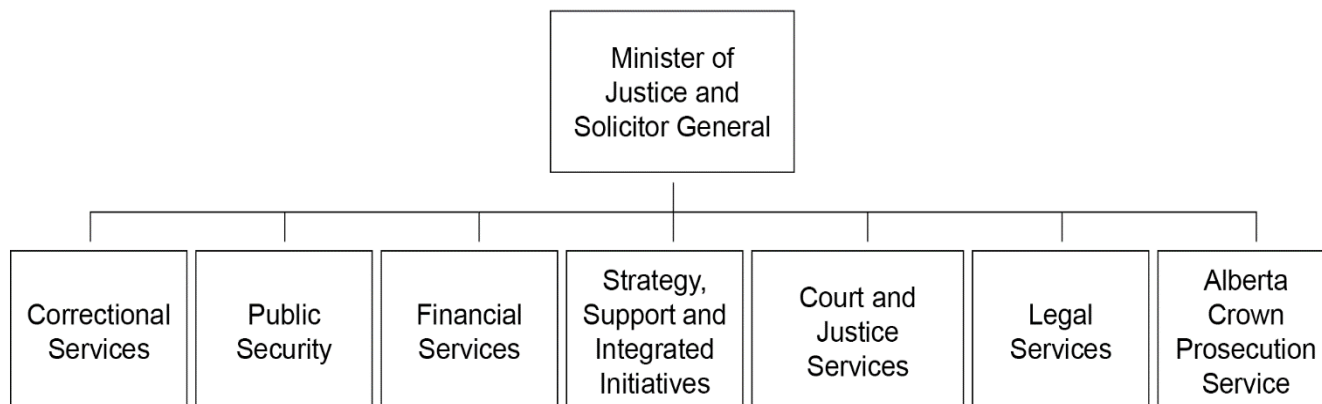 Minister of
Justice and
Solicitor General
Correctional
Services
Public
Security
Financial
Services
Strategy,
Support and
Integrated
Initiatives
Court and
Justice
Services
Legal
Services
Alberta
Crown
Prosecution
Service